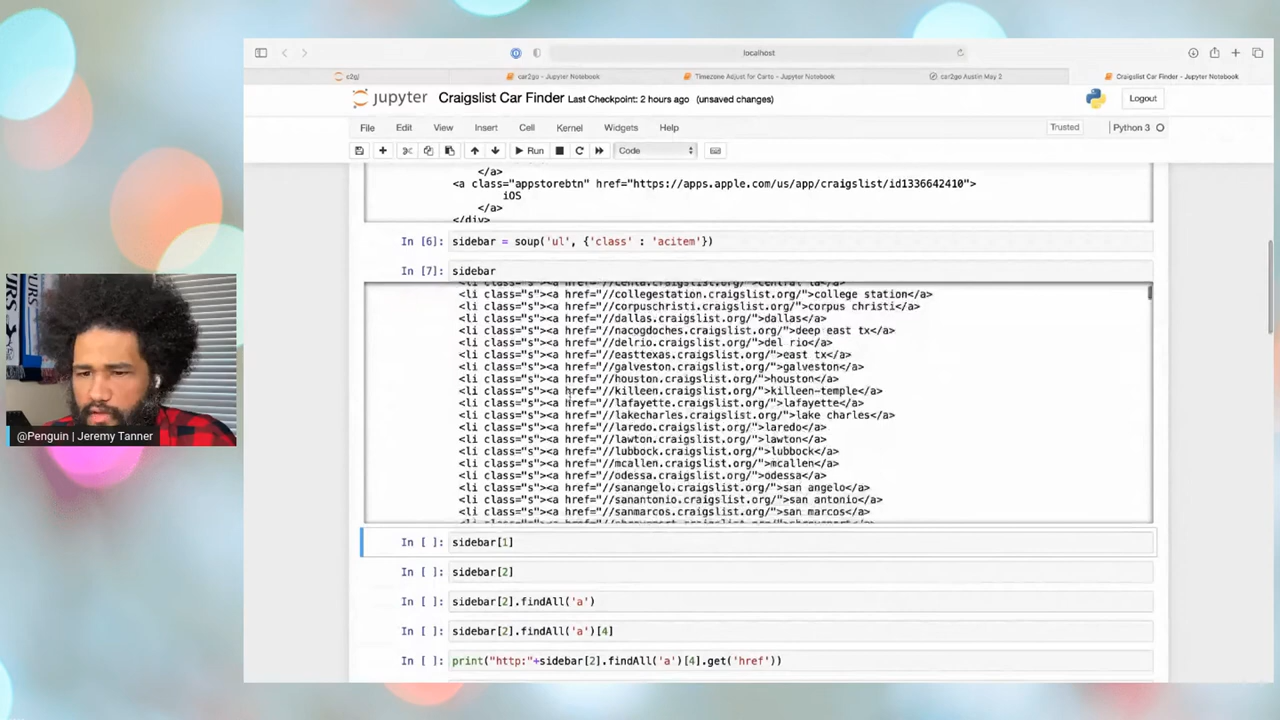 localhost
c2g/
car2go - Jupyter Notebook
Timezone Adjust for Carts - Jupyter Notebook
car2go Austin May 2
Craigslist Car Finder - Jupyter Notebook
jupyter Craigslist Car Finder Last Checkpoint: 2 hours ago (unsaved changes)
Logout
File Edit View Insert Cell Kernel Widgets Help
Trusted
Python 3
Run
Code
</a>
<a class="appstorebtn" href="https://apps.apple.com/us/app/craigslist/id1336642410">
iOS
</a>
</div>
In [6]: sidebar = soup('ul', {'class' : 'acitem'})
In [7]: sidebar
<li class="s"><a href="//collegestation.craigslist.org/">college station</a>
<li class="s"><a href="//corpuschristi.craigslist.org/">corpus christi</a>
<li class="s"><a href="//dallas.craigslist.org/">dallas</a>
<li class="s"><a href="//nacogdoches.craigslist.org/">deep east tx</a>
<li class="s"><a href="//delrio.craigslist.org/">del rio</a>
<li class="s"><a href="//easttexas.craigslist.org/">east tx</a>
<li class="s"><a href="//galveston.craigslist.org/">galveston</a>
<li class="s"><a href="//houston.craigslist.org/">houston</a>
<li class="s"><a href="//killeen.craigslist.org/">killeen-temple</a>
<li class="s"><a href="//lafayette.craigslist.org/">lafayette</a>
<li class="s"><a href="//lakecharles.craigslist.org/">lake charles</a>
<li class="s"><a href="//laredo.craigslist.org/">laredo</a>
<li class="s"><a href="//lawton.craigslist.org/">lawton</a>
<li class="s"><a href="//lubbock.craigslist.org/">lubbock</a>
<li class="s"><a href="//mcallen.craigslist.org/">mcallen</a>
<li class="s"><a href="//odessa.craigslist.org/">odessa</a>
<li class="s"><a href="//sanangelo.craigslist.org/">san angelo</a>
<li class="s"><a href="//sanantonio.craigslist.org/">san antonio</a>
<li class="s"><a href="//sanmarcos.craigslist.org/">san marcos</a>
In [ ]: sidebar[1]
In [ ]: sidebar[2]
In [ ]: sidebar[2].findAll('a')
In [ ]: sidebar[2].findAll('a')[4]
In [ ]: print("http:"+sidebar[2].findAll('a')[4].get('href'))
@Penguin | Jeremy Tanner